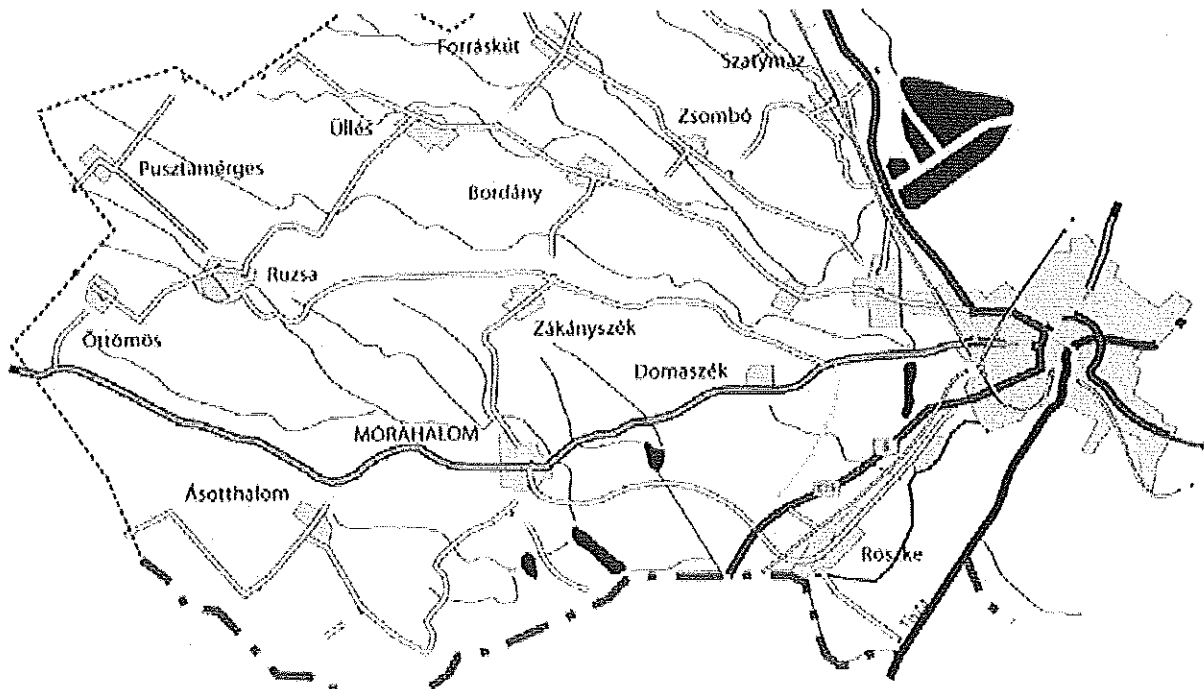 Forráskút
Szatymaz
Zsombó
Üllés
Pusztamérges
Bordány
Ruzsa
Zákányszék
Öttömös
Domaszék
MÓRAHALOM
Ásotthalom
Röszke